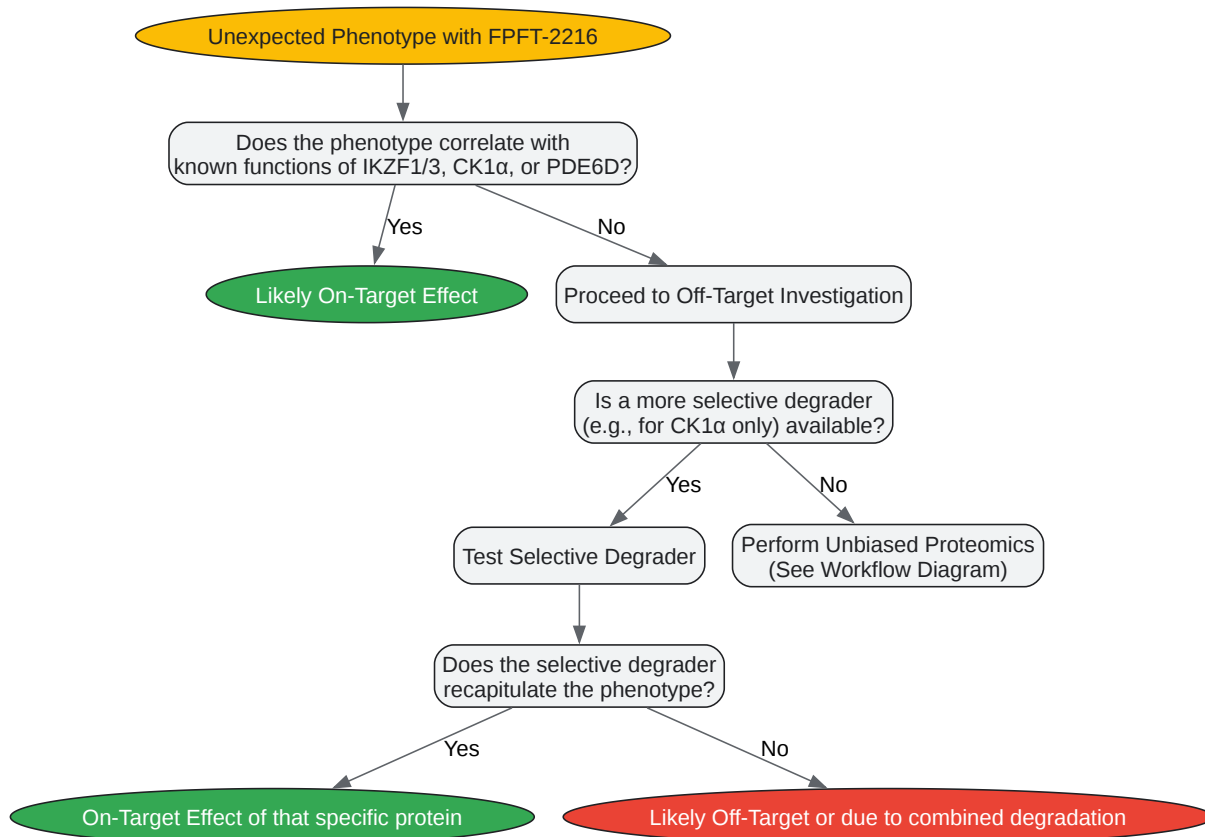 Unexpected Phenotype with FPFT-2216
Does the phenotype correlate with
known functions of IKZF1/3, CK1α, or PDE6D?
Yes
No
Likely On-Target Effect
Proceed to Off-Target Investigation
Is a more selective degrader
(e.g., for CK1α only) available?
Yes
No
Test Selective Degrader
Perform Unbiased Proteomics
(See Workflow Diagram)
Does the selective degrader
recapitulate the phenotype?
Yes
No
On-Target Effect of that specific protein
Likely Off-Target or due to combined degradation